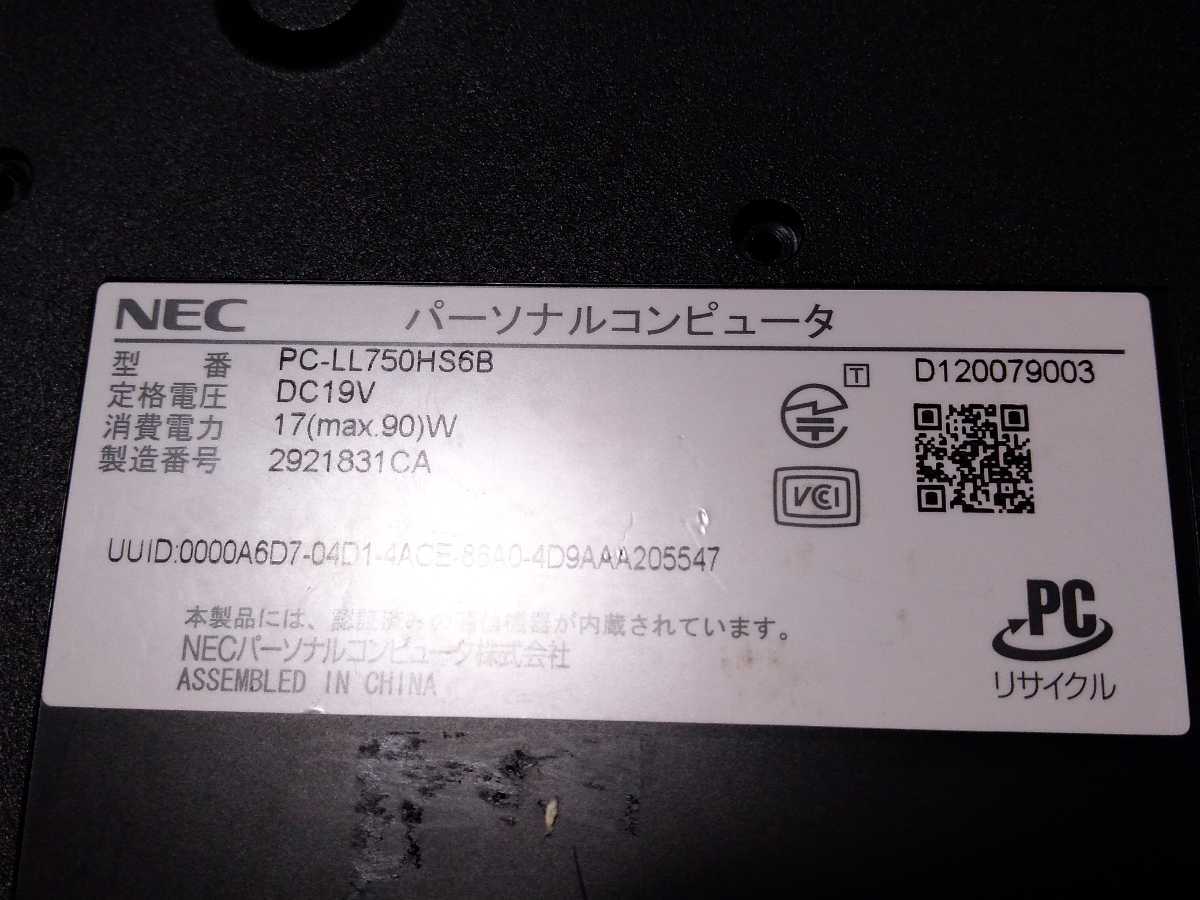 NEC パーソナルコンピュータ
型番 PC-LL750HS6B
定格電圧 DC19V
消費電力 17(max.90)W
製造番号 2921831CA
T
D120079003
VCCI
UUID:0000A6D7-04D1-4ACE-86A0-4D9AAA205547
本製品には、認証済みの通信機器が内蔵されています。
NECパーソナルコンピュータ株式会社
ASSEMBLED IN CHINA
PC
リサイクル